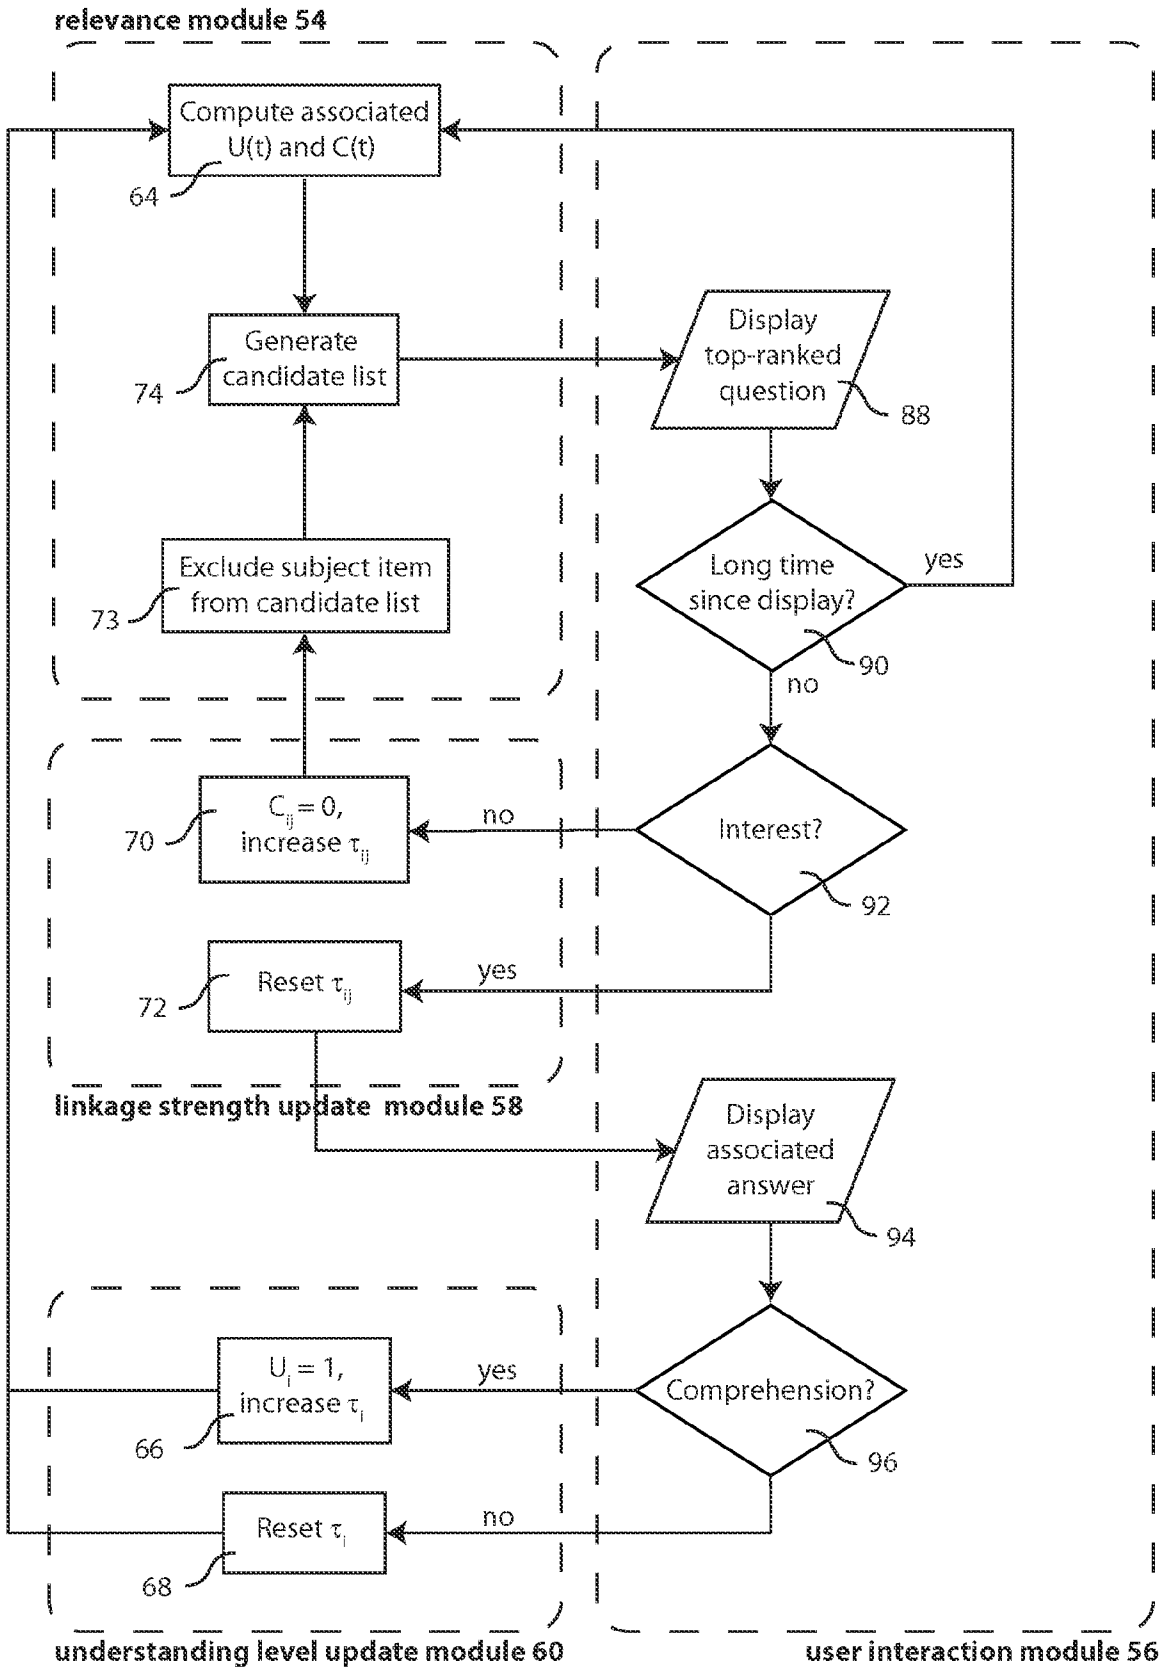 relevance module 54
Compute associated
U(t) and C(t)
64
Generate
candidate list
74
Display
top-ranked
question
88
Exclude subject item
from candidate list
73
Long time
since display?
yes
90
no
C_ij = 0,
increase τ_ij
70
no
Interest?
92
Reset τ_ij
72
yes
linkage strength update module 58
Display
associated
answer
94
U_i = 1,
increase τ_i
66
yes
Comprehension?
96
Reset τ_i
68
no
understanding level update module 60
user interaction module 56